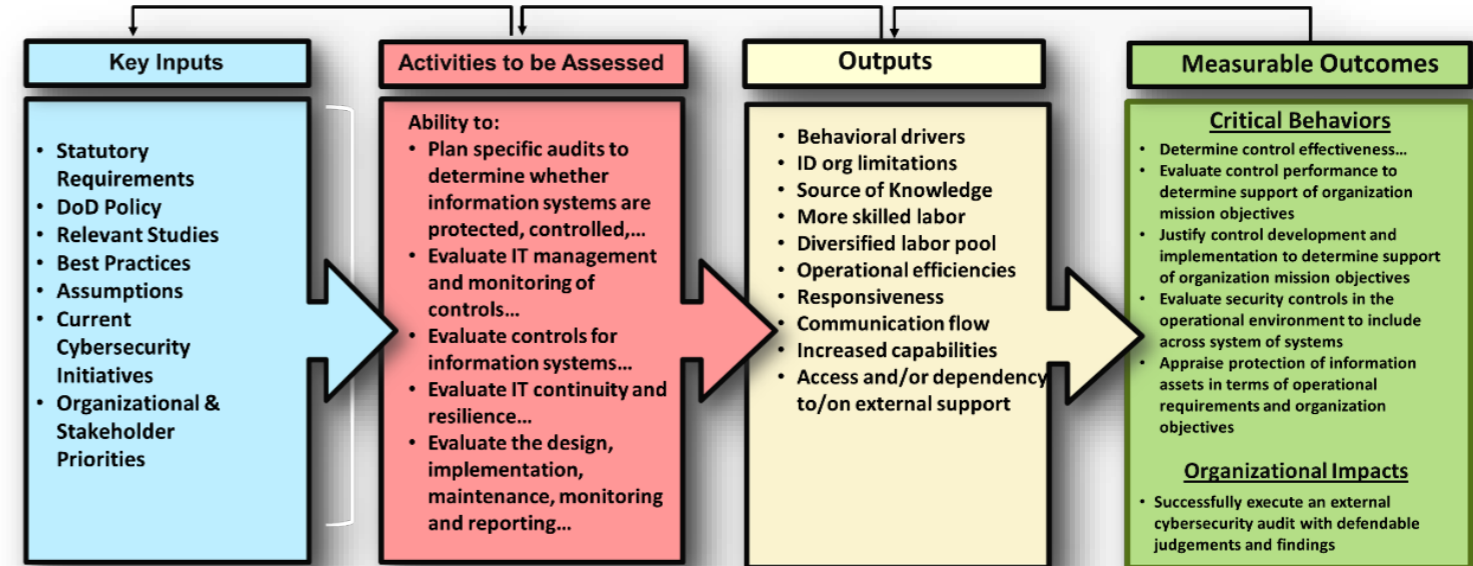 Key Inputs
• Statutory
Requirements
• DoD Policy
• Relevant Studies
• Best Practices
• Assumptions
• Current
Cybersecurity
Initiatives
• Organizational &
Stakeholder
Priorities
Activities to be Assessed
Ability to:
• Plan specific audits to
determine whether
information systems are
protected, controlled,...
• Evaluate IT management
and monitoring of
controls...
• Evaluate controls for
information systems...
• Evaluate IT continuity and
resilience...
• Evaluate the design,
implementation,
maintenance, monitoring
and reporting...
Outputs
• Behavioral drivers
• ID org limitations
• Source of Knowledge
• More skilled labor
• Diversified labor pool
• Operational efficiencies
• Responsiveness
• Communication flow
• Increased capabilities
• Access and/or dependency
to/on external support
Measurable Outcomes
Critical Behaviors
• Determine control effectiveness...
• Evaluate control performance to
determine support of organization
mission objectives
• Justify control development and
implementation to determine support
of organization mission objectives
• Evaluate security controls in the
operational environment to include
across system of systems
• Appraise protection of information
assets in terms of operational
requirements and organization
objectives
Organizational Impacts
• Successfully execute an external
cybersecurity audit with defendable
judgements and findings